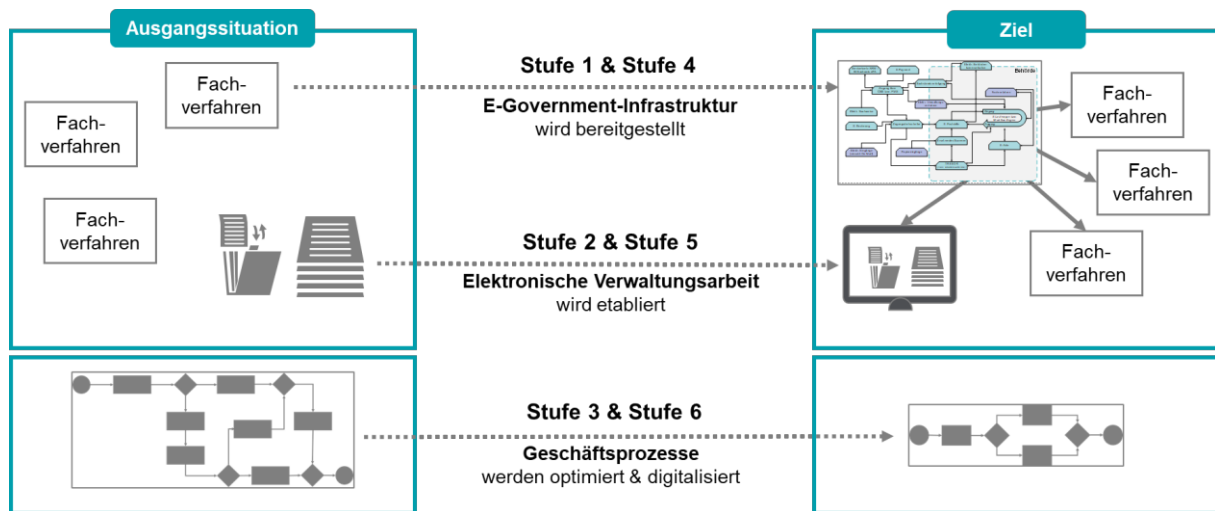 Ausgangssituation
Fach-
verfahren
Fach-
verfahren
Fach-
verfahren
Stufe 1 & Stufe 4
E-Government-Infrastruktur
wird bereitgestellt
Stufe 2 & Stufe 5
Elektronische Verwaltungsarbeit
wird etabliert
Stufe 3 & Stufe 6
Geschäftsprozesse
werden optimiert & digitalisiert
Ziel
Behörde
Fach-
verfahren
Fach-
verfahren
Fach-
verfahren